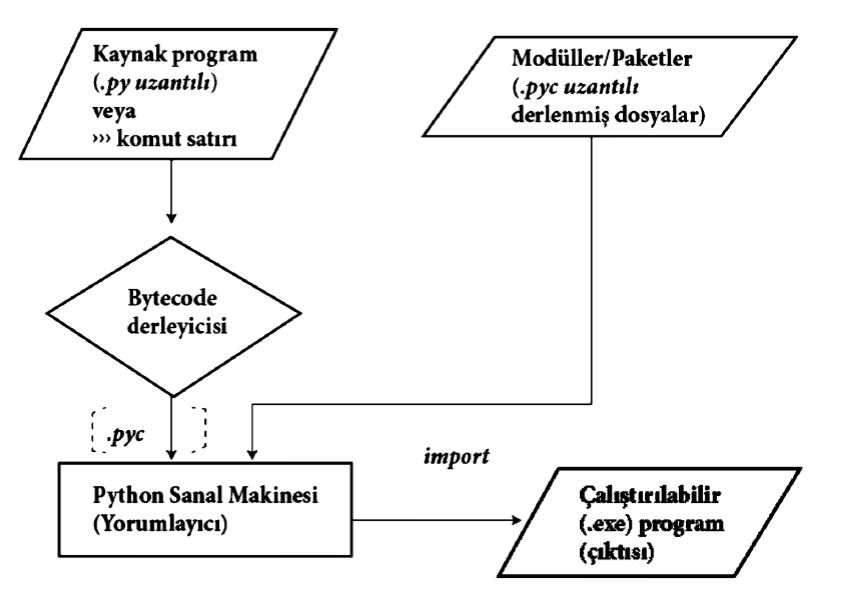 Kaynak program
(.py uzantılı)
veya
››› komut satırı
Modüller/Paketler
(.pyc uzantılı
derlenmiş dosyalar)
Bytecode
derleyicisi
.pyc
import
Python Sanal Makinesi
(Yorumlayıcı)
Çalıştırılabilir
(.exe) program
(çıktısı)